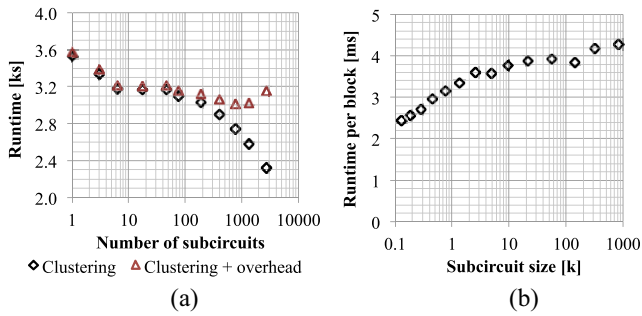 4.0
3.6
3.2
2.8
2.4
2.0
Runtime [ks]
1 10 100 1000 10000
Number of subcircuits
Clustering Clustering + overhead
(a)
5
4
3
2
1
0
Runtime per block [ms]
0.1 1 10 100 1000
Subcircuit size [k]
(b)